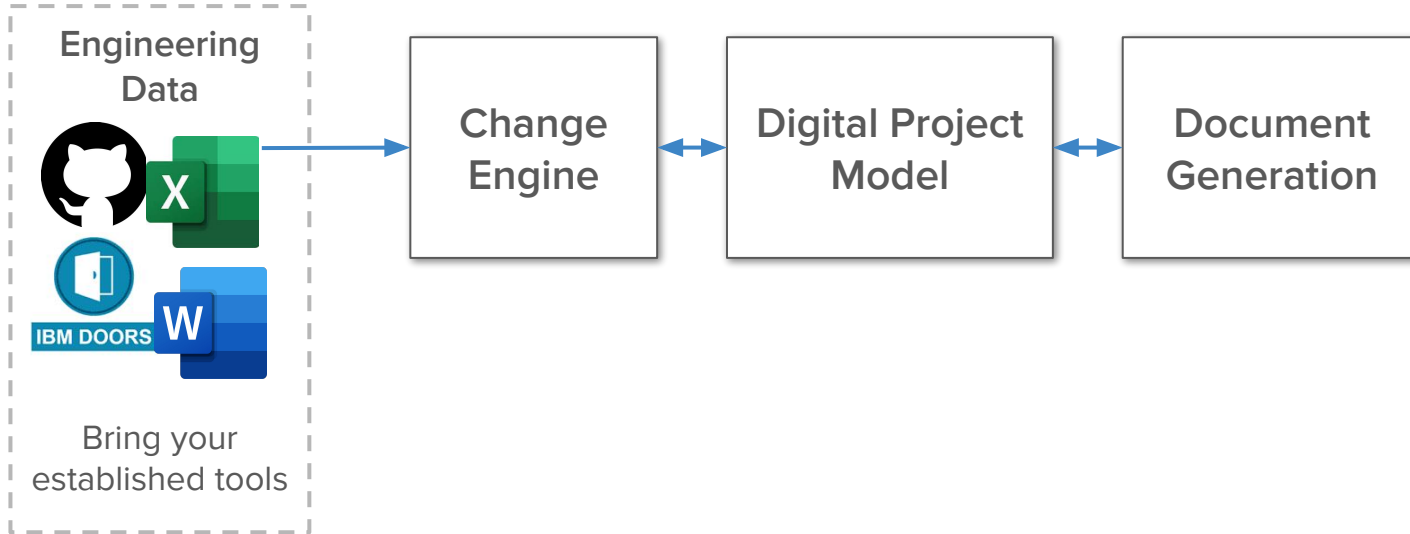 Engineering
Data
X
IBM DOORS
W
Bring your
established tools
Change
Engine
Digital Project
Model
Document
Generation